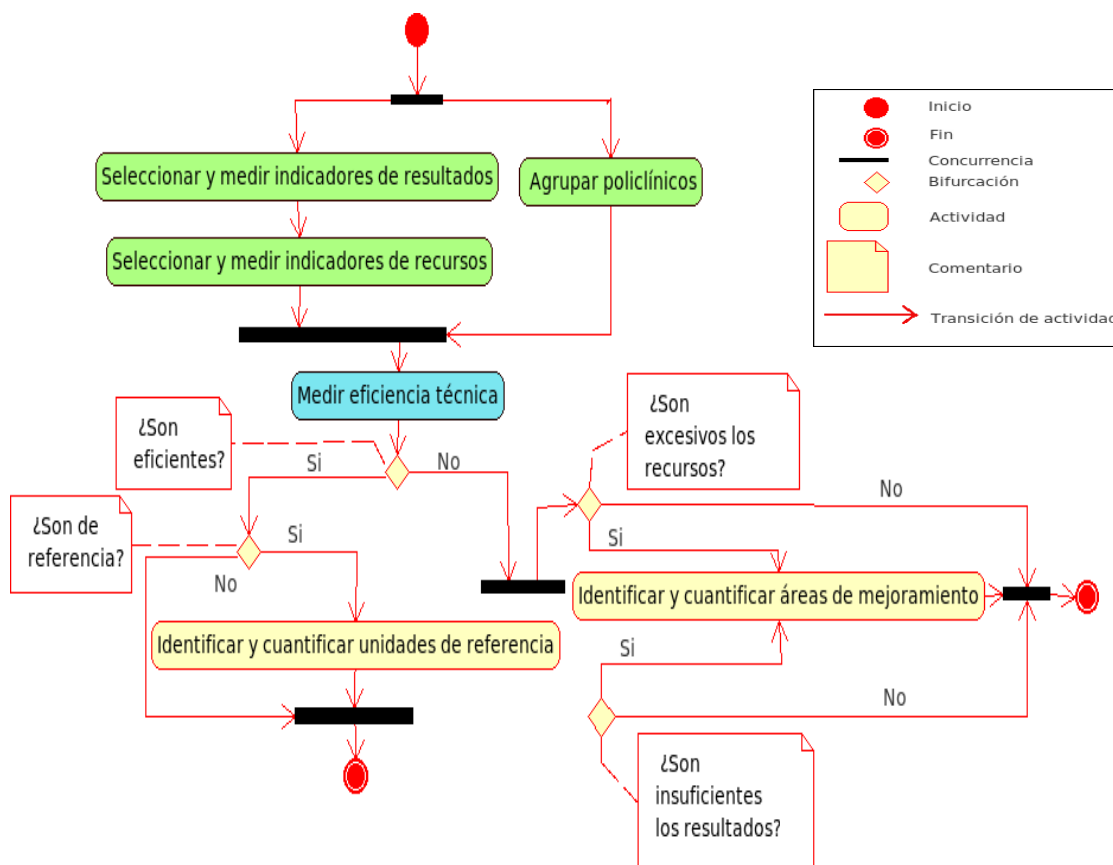 Inicio
Fin
Concurrencia
Bifurcación
Actividad
Comentario
Transición de actividad
Seleccionar y medir indicadores de resultados
Agrupar policlínicos
Seleccionar y medir indicadores de recursos
Medir eficiencia técnica
¿Son
eficientes?
Si
No
¿Son
excesivos los
recursos?
No
Si
¿Son de
referencia?
Si
No
Identificar y cuantificar áreas de mejoramiento
Identificar y cuantificar unidades de referencia
Si
No
¿Son
insuficientes
los resultados?